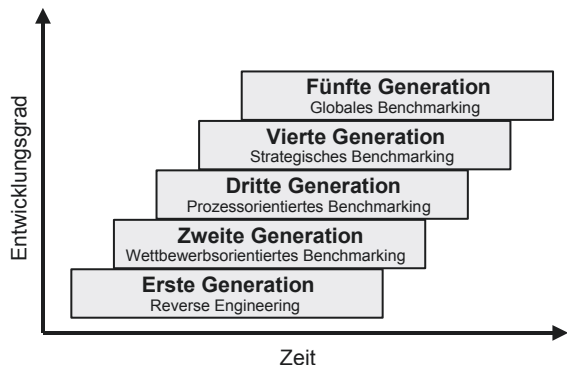 Entwicklungsgrad
Fünfte Generation
Globales Benchmarking
Vierte Generation
Strategisches Benchmarking
Dritte Generation
Prozessorientiertes Benchmarking
Zweite Generation
Wettbewerbsorientiertes Benchmarking
Erste Generation
Reverse Engineering
Zeit